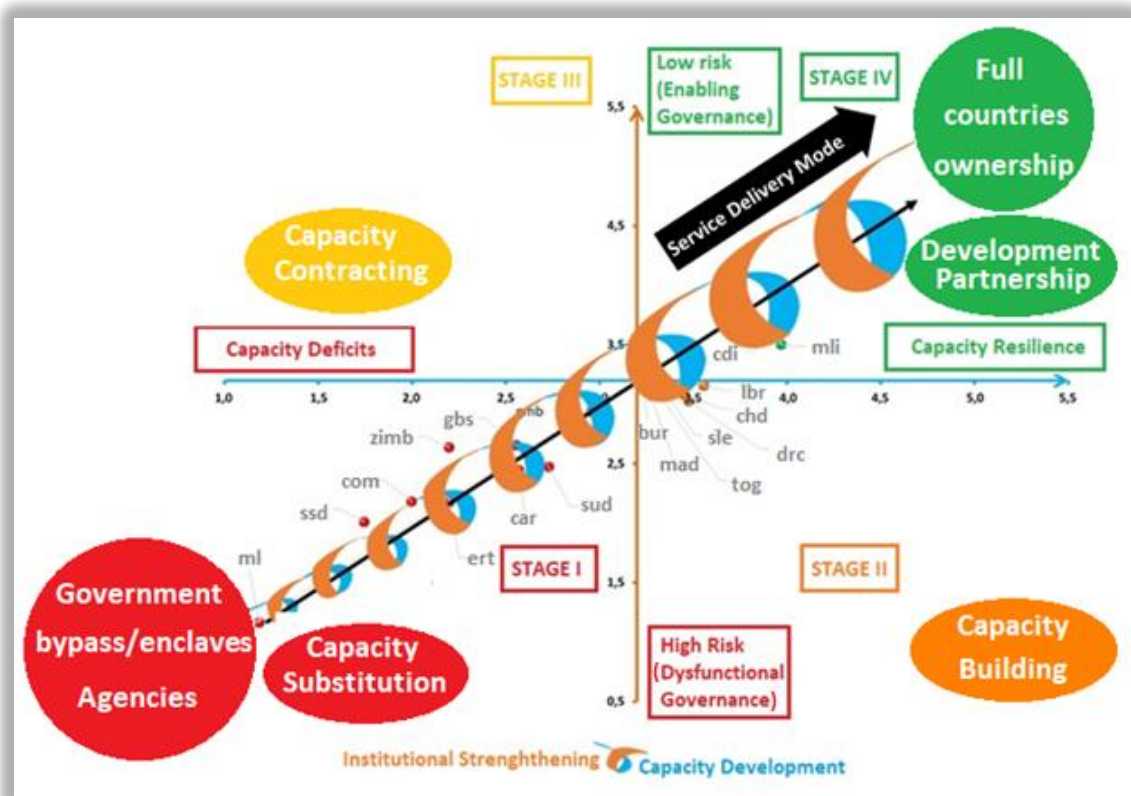 STAGE III
Low risk
(Enabling
Governance)
STAGE IV
Full
countries
ownership
5,5
Service Delivery Mode
4,5
Capacity
Contracting
Development
Partnership
Capacity Deficits
3,5
cdi
mli
Capacity Resilience
1,0
1,5
2,0
2,5
3,5
4,0
4,5
5,0
5,5
lbr
chd
gbs
zimb
bur
sle
drc
mad
tog
2,5
com
sud
car
ssd
ert
ml
STAGE I
STAGE II
1,5
Government
bypass/enclaves
Agencies
Capacity
Substitution
High Risk
(Dysfunctional
Governance)
Capacity
Building
0,5
Institutional Strenghthening
Capacity Development